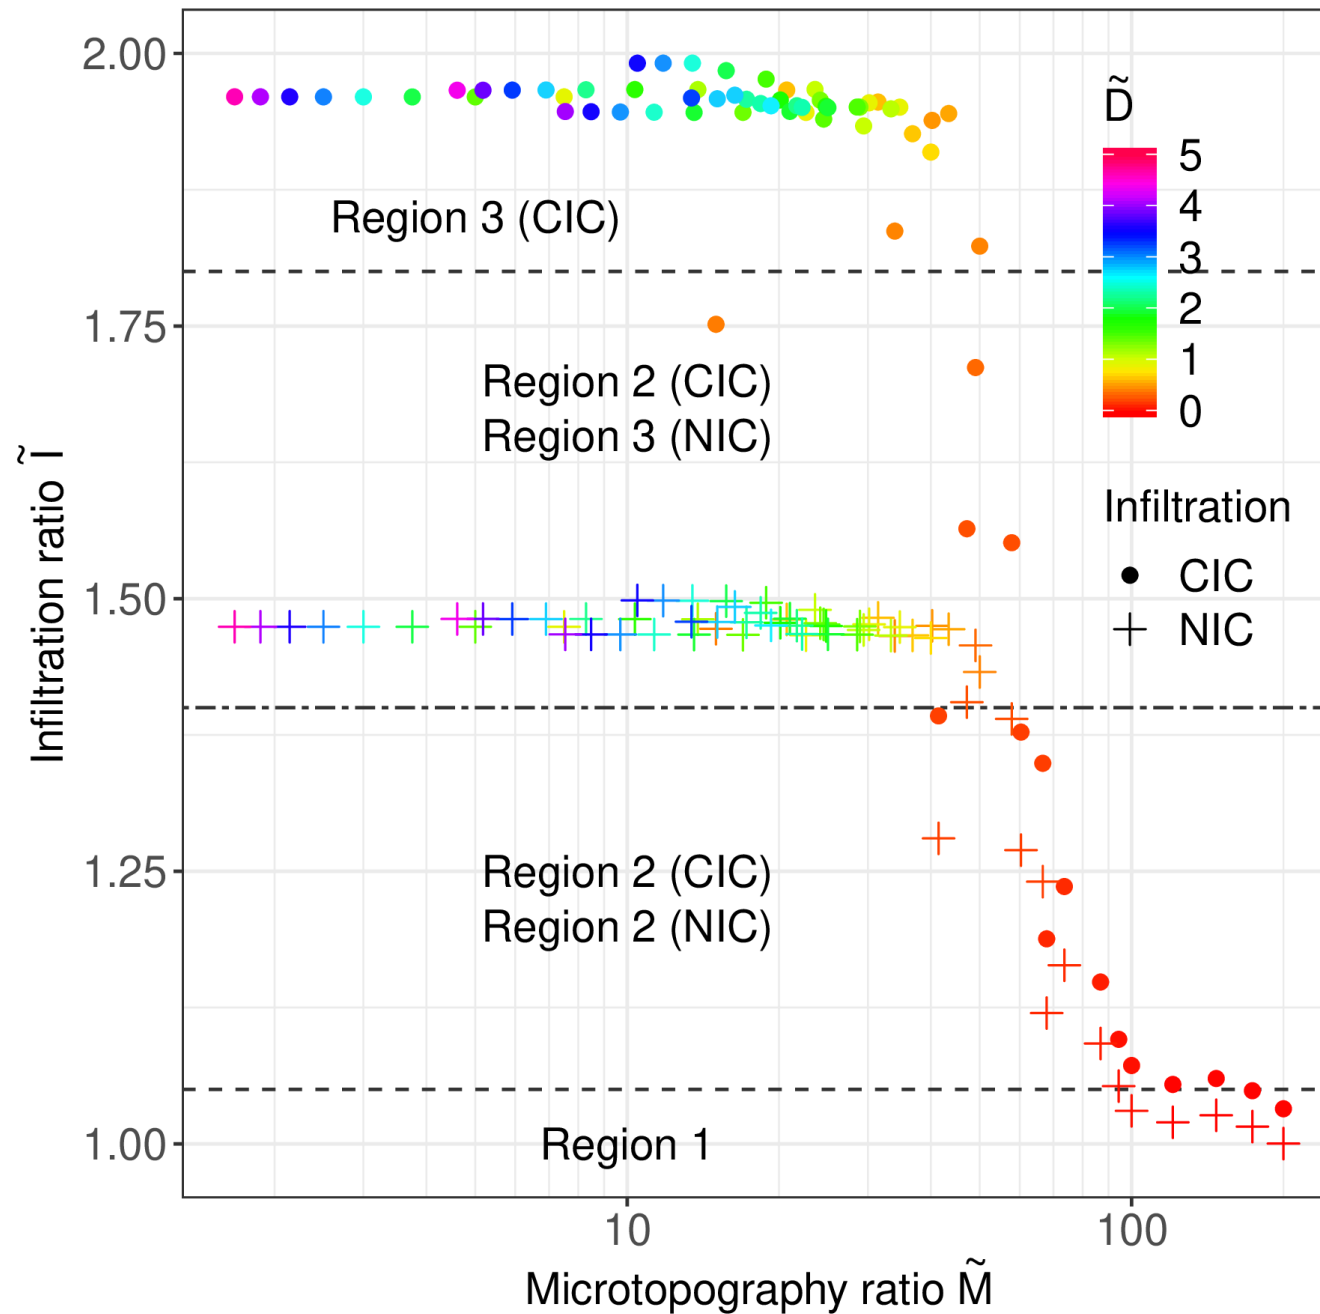 2.00
1.75
1.50
1.25
1.00
Infiltration ratio Ĩ
Region 3 (CIC)
Region 2 (CIC)
Region 3 (NIC)
Region 2 (CIC)
Region 2 (NIC)
Region 1
D̃
5
4
3
2
1
0
Infiltration
CIC
NIC
10
100
Microtopography ratio M̃